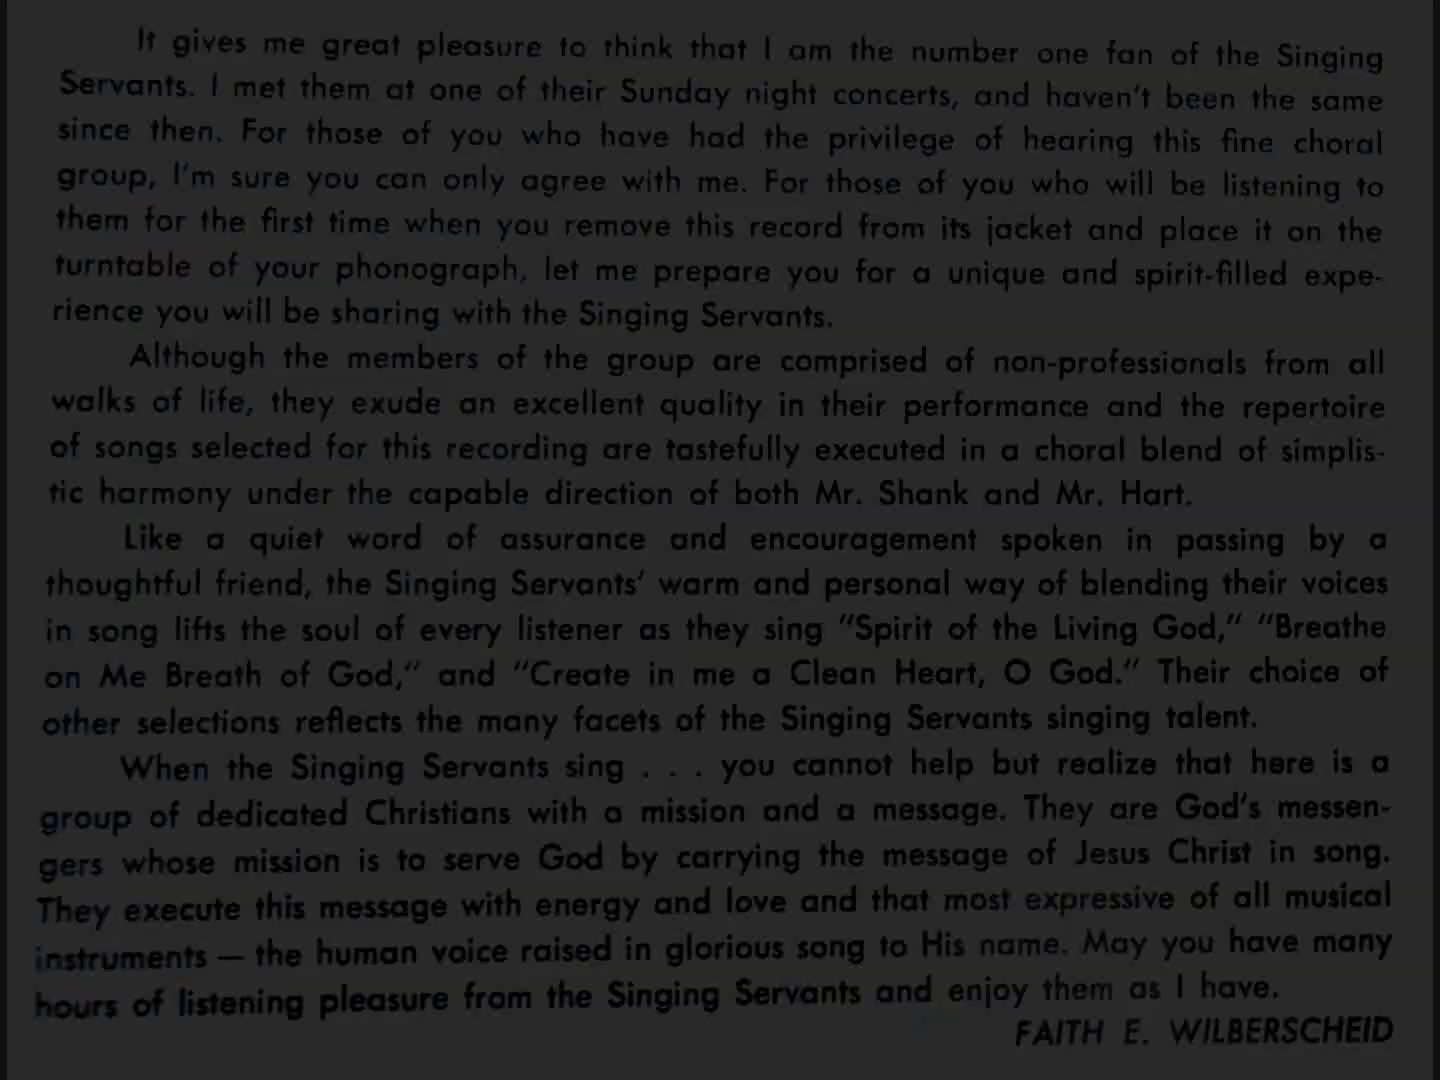 It gives me great pleasure to think that I am the number one fan of the Singing
Servants. I met them at one of their Sunday night concerts, and haven't been the same
since then. For those of you who have had the privilege of hearing this fine choral
group, I'm sure you can only agree with me. For those of you who will be listening to
them for the first time when you remove this record from its jacket and place it on the
turntable of your phonograph, let me prepare you for a unique and spirit-filled expe-
rience you will be sharing with the Singing Servants.
Although the members of the group are comprised of non-professionals from all
walks of life, they exude an excellent quality in their performance and the repertoire
of songs selected for this recording are tastefully executed in a choral blend of simplis-
tic harmony under the capable direction of both Mr. Shank and Mr. Hart.
Like a quiet word of assurance and encouragement spoken in passing by a
thoughtful friend, the Singing Servants' warm and personal way of blending their voices
in song lifts the soul of every listener as they sing "Spirit of the Living God," "Breathe
on Me Breath of God," and "Create in me a Clean Heart, O God." Their choice of
other selections reflects the many facets of the Singing Servants singing talent.
When the Singing Servants sing . . . you cannot help but realize that here is a
group of dedicated Christians with a mission and a message. They are God's messen-
gers whose mission is to serve God by carrying the message of Jesus Christ in song.
They execute this message with energy and love and that most expressive of all musical
instruments — the human voice raised in glorious song to His name. May you have many
hours of listening pleasure from the Singing Servants and enjoy them as I have.
FAITH E. WILBERSCHEID